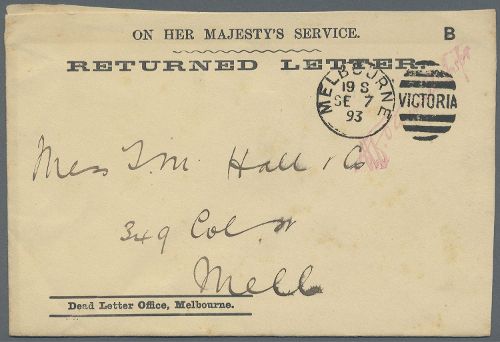 ON HER MAJESTY'S SERVICE.
B
RETURNED LETTER.
MELBOURNE
19 S
SE 7
93
VICTORIA
Mess T. M. Hall & Co
349 Col. W
Melb
Dead Letter Office, Melbourne.